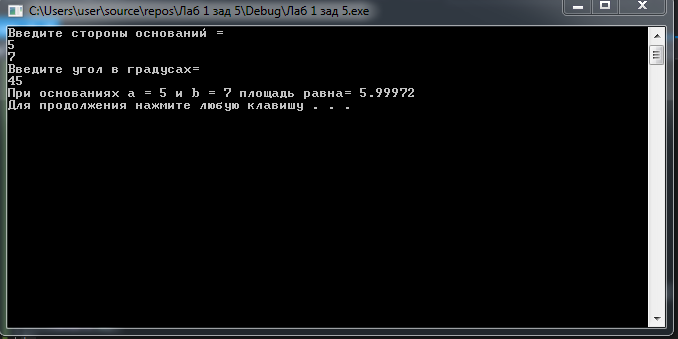 C:\Users\user\source\repos\Лаб 1 зад 5\Debug\Лаб 1 зад 5.exe
Введите стороны оснований =
5
7
Введите угол в градусах=
45
При основаниях a = 5 и b = 7 площадь равна= 5.99972
Для продолжения нажмите любую клавишу . . .